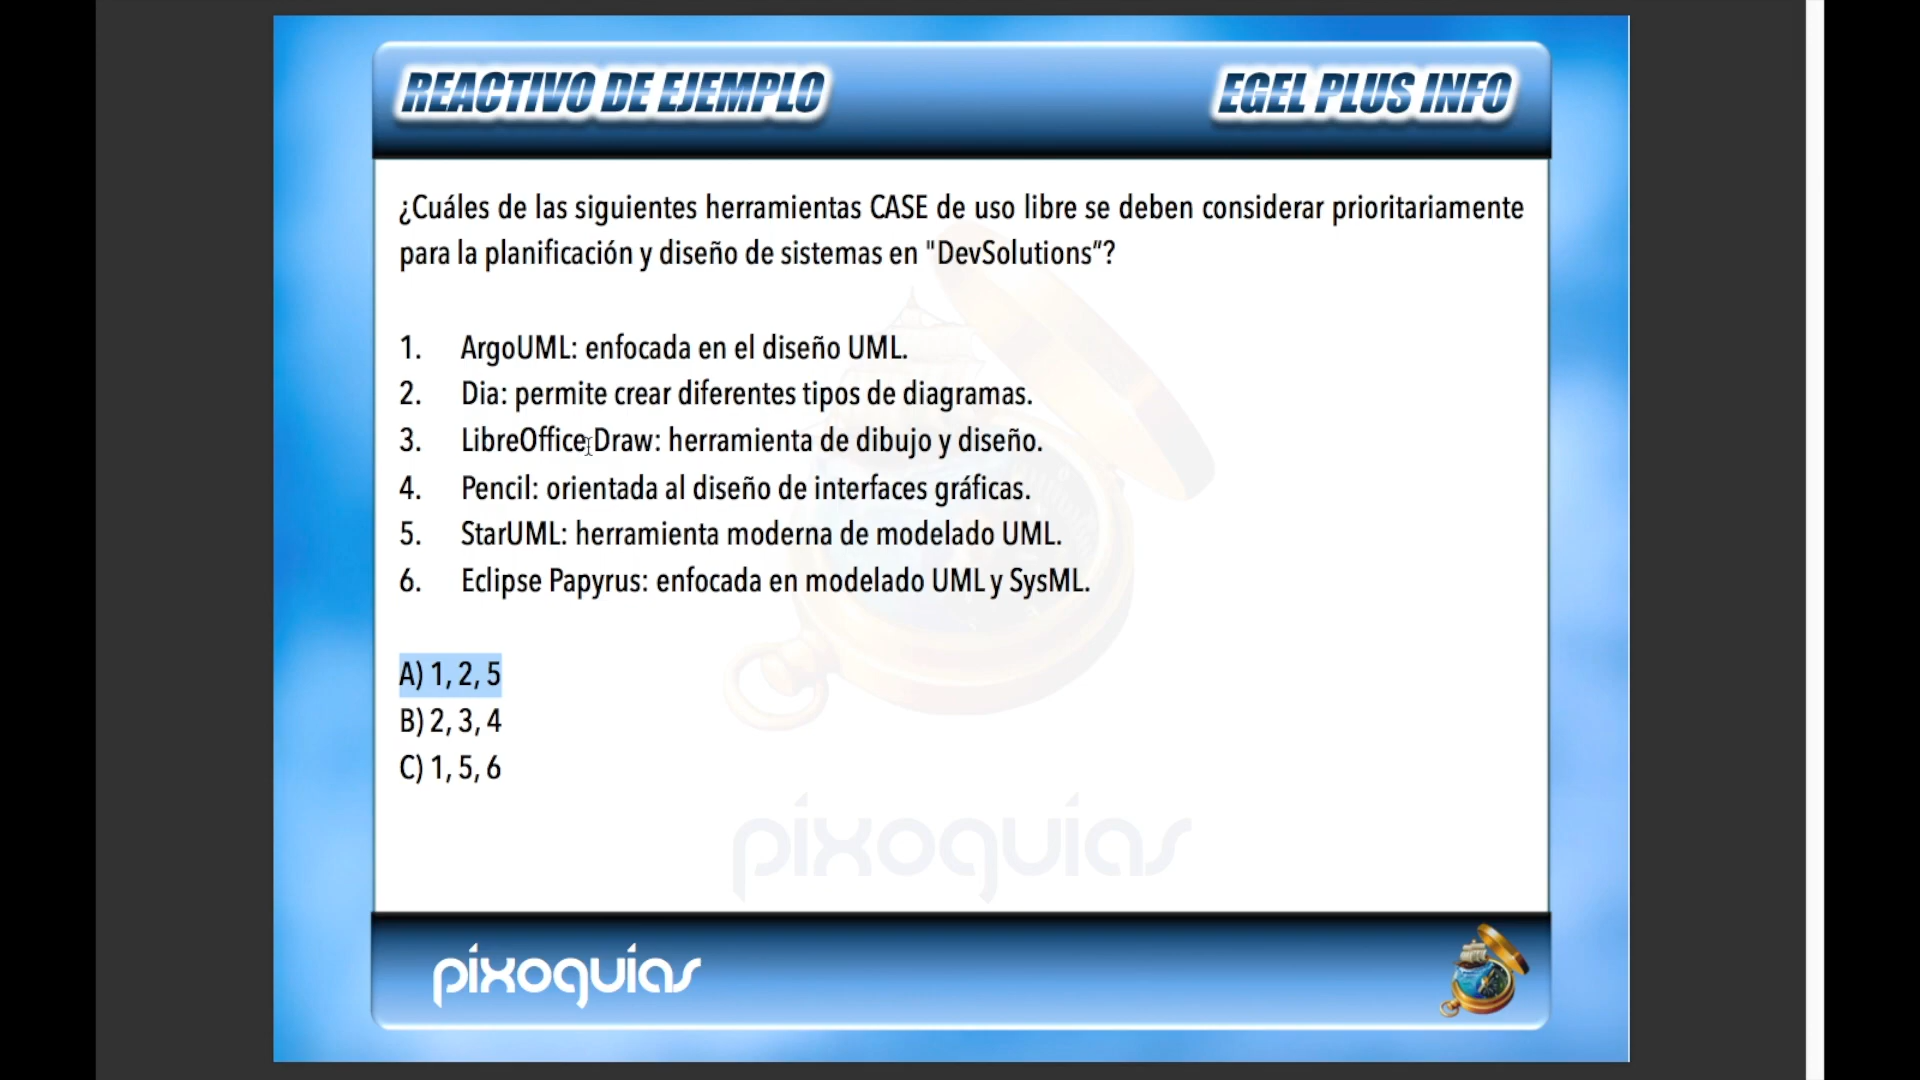 REACTIVO DE EJEMPLO
EGEL PLUS INFO
¿Cuáles de las siguientes herramientas CASE de uso libre se deben considerar prioritariamente
para la planificación y diseño de sistemas en "DevSolutions”?
1. ArgoUML: enfocada en el diseño UML.
2. Dia: permite crear diferentes tipos de diagramas.
3. LibreOffice Draw: herramienta de dibujo y diseño.
4. Pencil: orientada al diseño de interfaces gráficas.
5. StarUML: herramienta moderna de modelado UML.
6. Eclipse Papyrus: enfocada en modelado UML y SysML.
A) 1, 2, 5
B) 2, 3, 4
C) 1, 5, 6
pixoguías
pixoguías